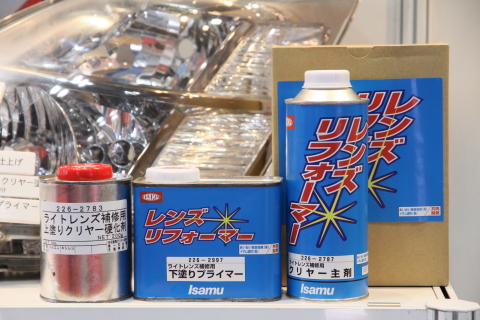 上げ
クリヤー
プライマー
226-2783
ライトレンズ補修用
上塗りクリヤー硬化剤
ISAMU
レンズ
リフォーマー
226-2997
ライトレンズ補修用
下塗りプライマー
Isamu
レンズ
リフォーマー
226-2787
ライトレンズ補修用
クリヤー主剤
Isamu
レンズ
リフォーマー